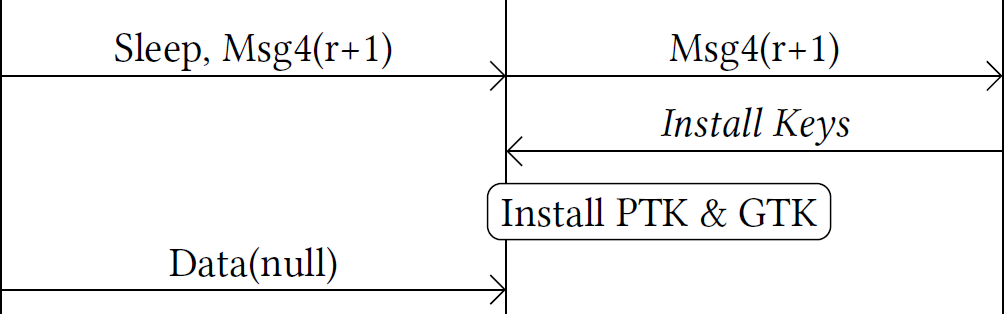 Sleep, Msg4(r+1)
Msg4(r+1)
Install Keys
Install PTK & GTK
Data(null)